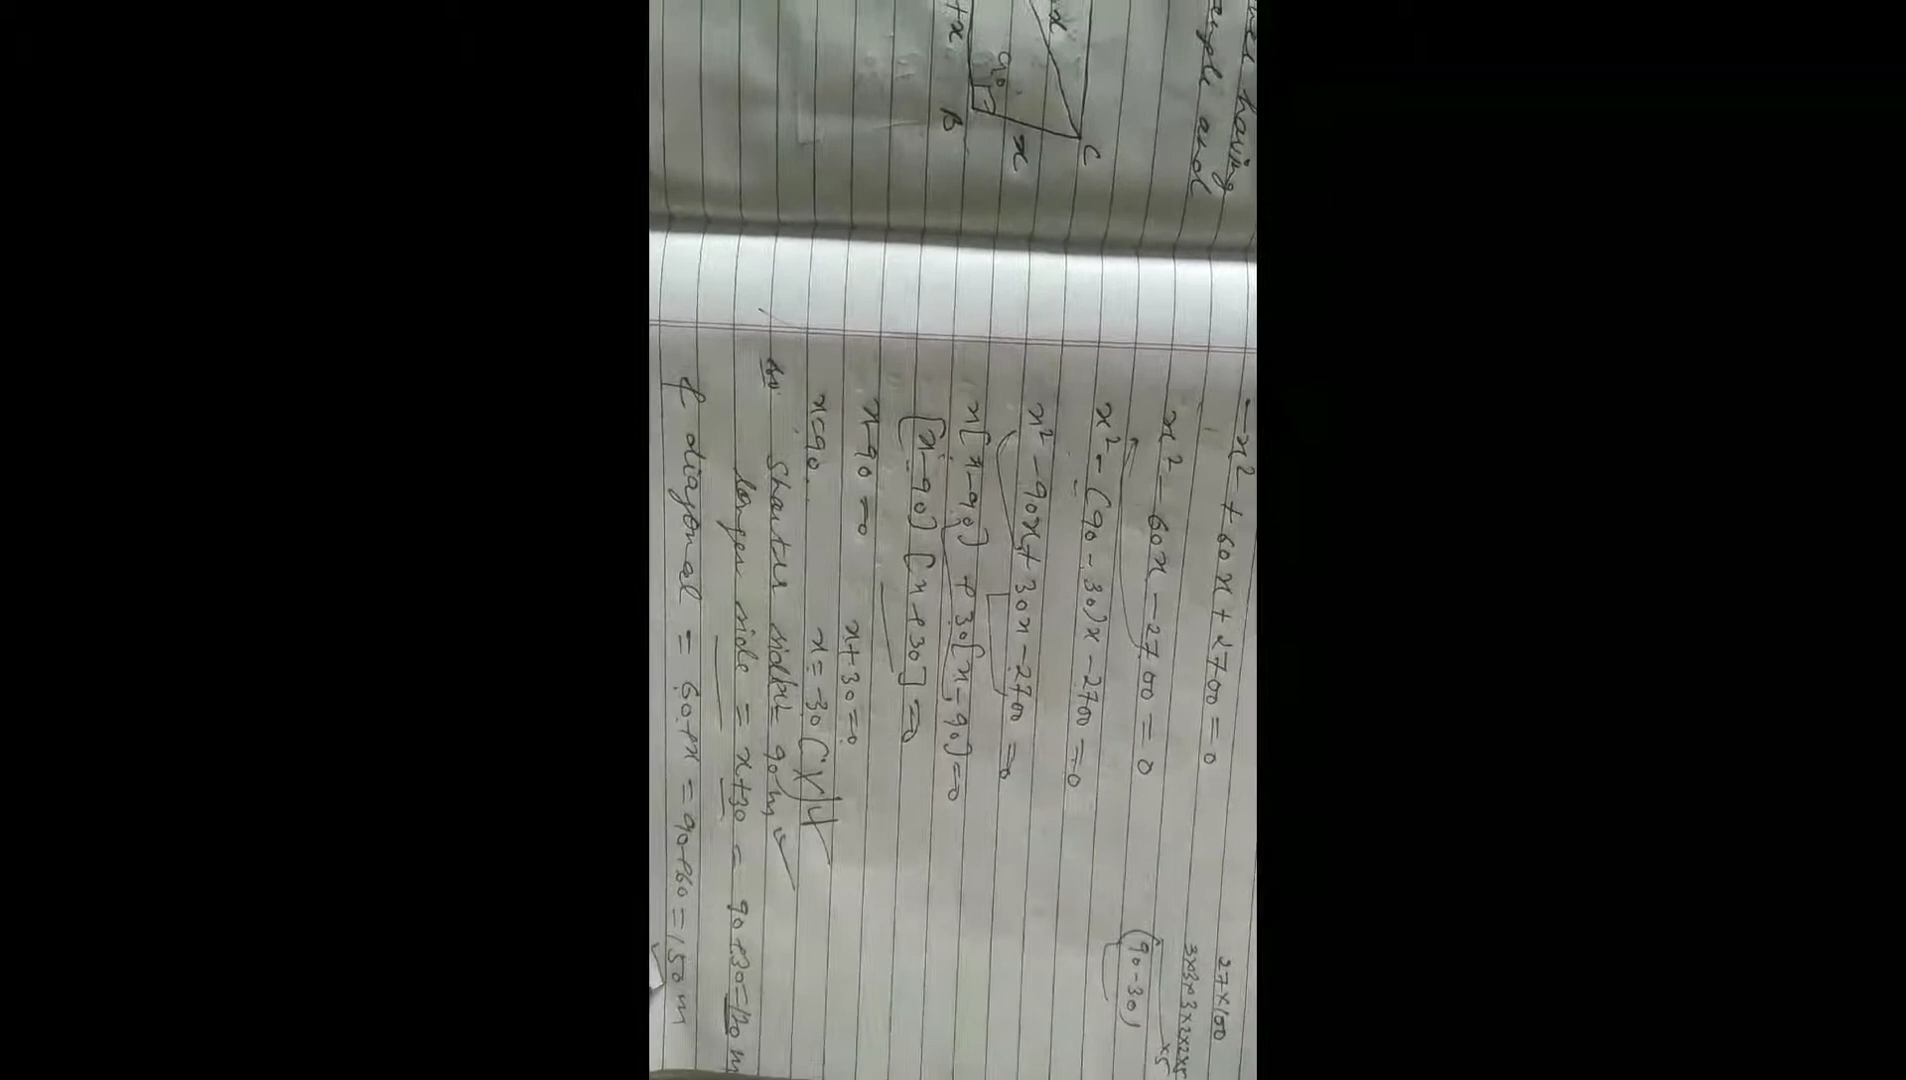 having
angle and
C
x
90
B
+x
-x² + 60x + 2700 = 0
27×100
3×3×3×2×2×5
×5
x² - 60x - 2700 = 0
(90-30)
x² - (90-30)x - 2700 = 0
x² - 90x + 30x - 2700 = 0
x[x-90] + 30[x-90] = 0
[x-90] [x+30] = 0
x-90 = 0 x+30 = 0
x=90 x = -30
So Shorter side = 90 m
longer side = x+30 = 90+30 = 120 m
& diagonal = 60+x = 90+60 = 150 m